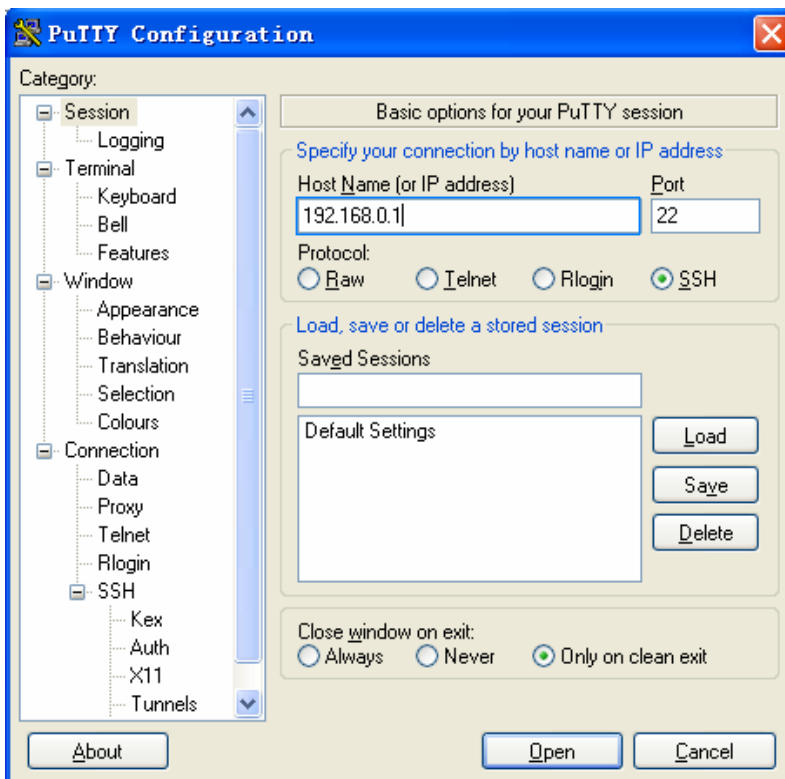 PuTTY Configuration
Category:
Session
Logging
Terminal
Keyboard
Bell
Features
Window
Appearance
Behaviour
Translation
Selection
Colours
Connection
Data
Proxy
Telnet
Rlogin
SSH
Kex
Auth
X11
Tunnels
Basic options for your PuTTY session
Specify your connection by host name or IP address
Host Name (or IP address) Port
192.168.0.1 22
Protocol:
Raw Telnet Rlogin SSH
Load, save or delete a stored session
Saved Sessions
Default Settings
Load
Save
Delete
Close window on exit:
Always Never Only on clean exit
About Open Cancel